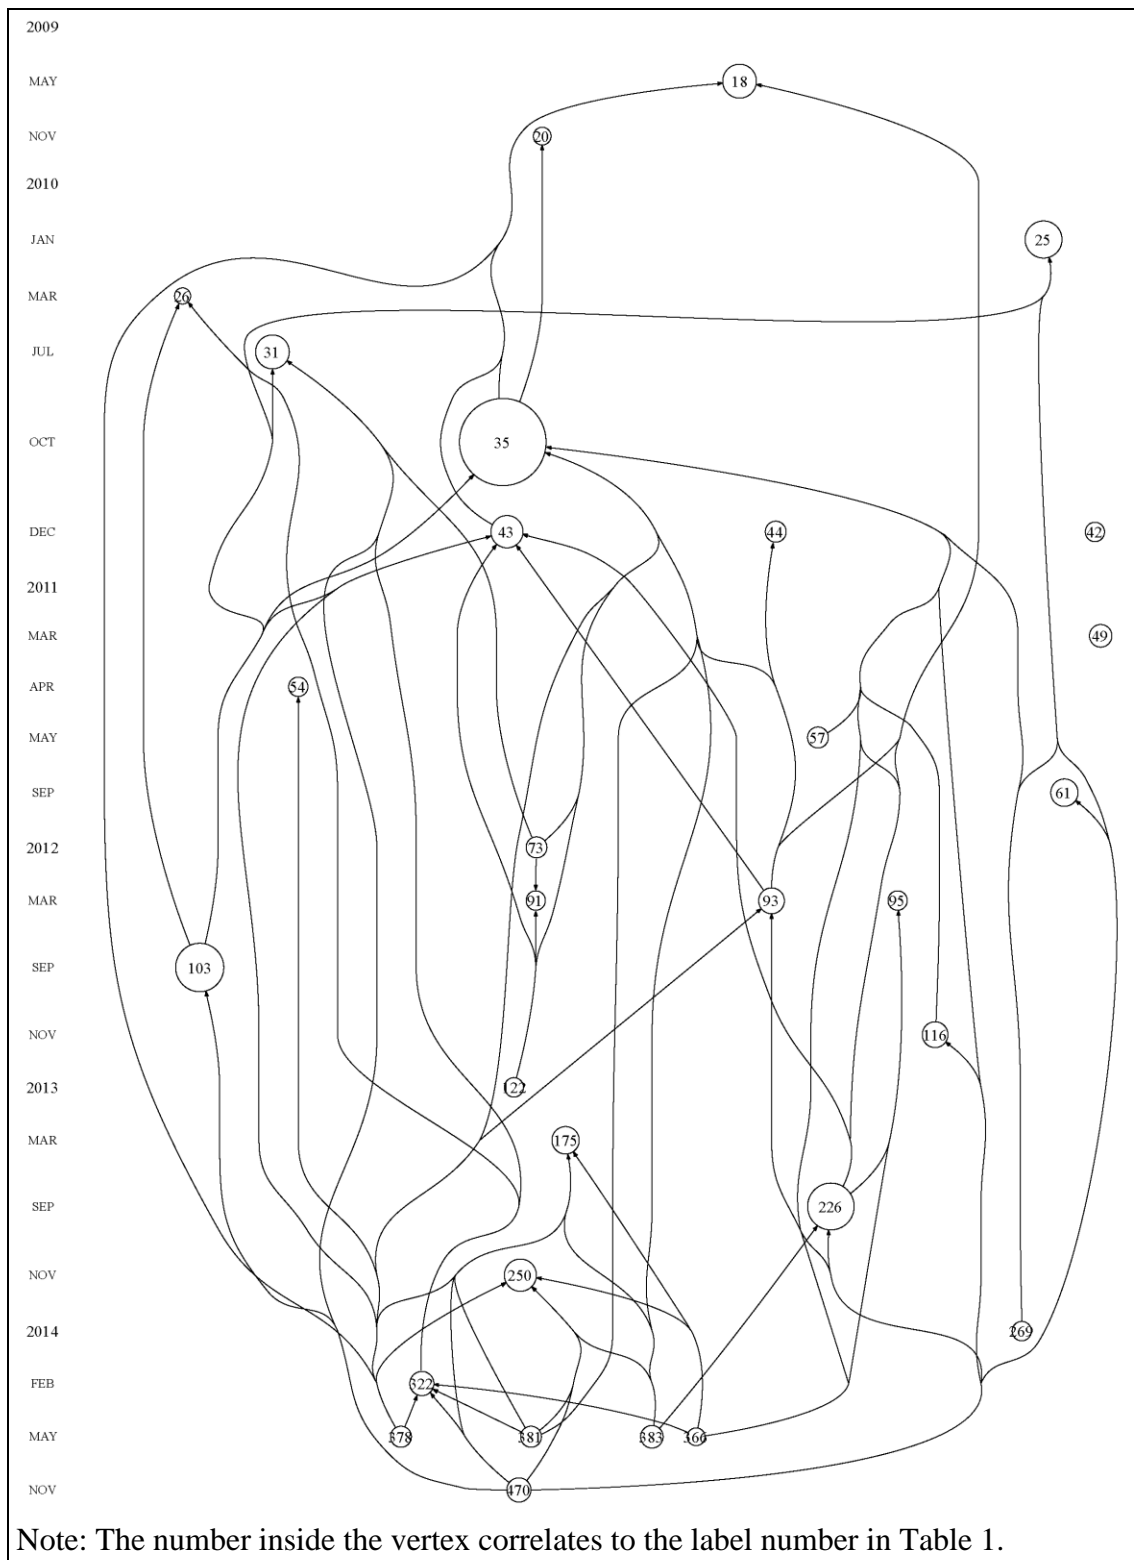 2009
MAY 18
NOV 20
2010
JAN 25
MAR 26
JUL 31
OCT 35
DEC 43 44 42
2011
MAR 49
APR 54
MAY 57
SEP 61
2012 73
MAR 91 93 95
SEP 103
NOV 116
2013 122
MAR 175
SEP 226
NOV 250
2014 269
FEB 322
MAY 378 381 383 366
NOV 470
Note: The number inside the vertex correlates to the label number in Table 1.